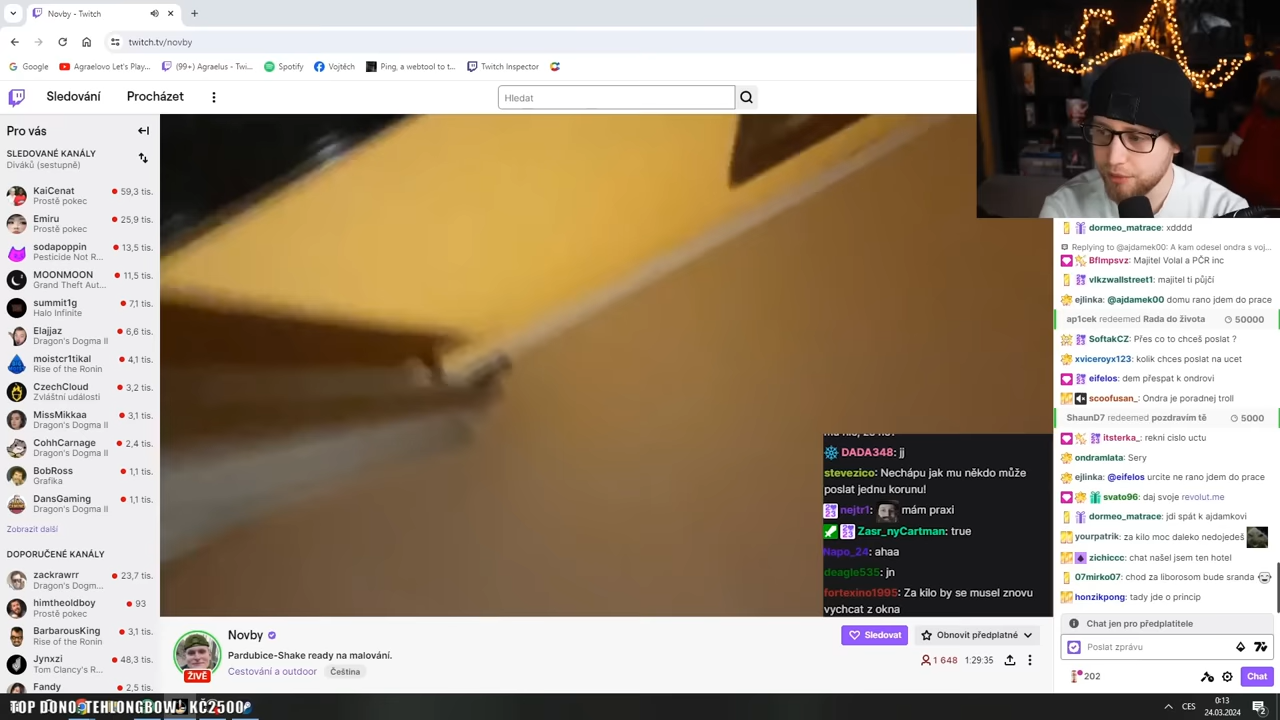 Novby - Twitch
twitch.tv/novby
Google
Agraelovo Let's Play...
(99+) Agraelus - Twi...
Spotify
Vojtěch
Ping, a webtool to t...
Twitch Inspector
Sledování
Procházet
Hledat
Pro vás
SLEDOVANÉ KANÁLY
Diváků (sestupně)
KaiCenat 59,3 tis.
Prostě pokec
Emiru 25,9 tis.
Prostě pokec
sodapoppin 13,5 tis.
Pesticide Not R...
MOONMOON 11,5 tis.
Grand Theft Aut...
summit1g 7,1 tis.
Halo Infinite
Elajjaz 6,6 tis.
Dragon's Dogma II
moistcr1tikal 4,1 tis.
Rise of the Ronin
CzechCloud 3,2 tis.
Zvláštní události
MissMikkaa 3,1 tis.
Dragon's Dogma II
CohhCarnage 2,4 tis.
Dragon's Dogma II
BobRoss 1,1 tis.
Grafika
DansGaming 1,1 tis.
Dragon's Dogma II
Zobrazit další
DOPORUČENÉ KANÁLY
zackrawrr 23,7 tis.
Dragon's Dogm...
himtheoldboy 93
Prostě pokec
BarbarousKing 3,1 tis.
Rise of the Ronin
Jynxzi 48,3 tis.
Tom Clancy's R...
Fandy 2,5 tis.
DADA348: jj
stevezico: Nechápu jak mu někdo může
poslat jednu korunu!
nejtr1: mám praxi
Zasr_nyCartman: true
Napo_24: ahaa
deagle535: jn
fortexino1995: Za kilo by se musel znovu
vychcat z okna
Novby
Pardubice-Shake ready na malování.
Cestování a outdoor Čeština
ŽIVĚ
Sledovat
Obnovit předplatné
1 648 1:29:35
dormeo_matrace: xdddd
Replying to @ajdamek00: A kam odesel ondra s voj...
Bflmpsvz: Majitel Volal a PČR inc
vlkzwallstreet1: majitel ti půjčí
ejlinka: @ajdamek00 domu rano jdem do prace
ap1cek redeemed Rada do života 50000
SoftakCZ: Přes co to chceš poslat ?
xviceroyx123: kolik chces poslat na ucet
eifelos: dem přespat k ondrovi
scoofusan_: Ondra je poradnej troll
ShaunD7 redeemed pozdravím tě 5000
itsterka_: rekni cislo uctu
ondramlata: Sery
ejlinka: @eifelos urcite ne rano jdem do prace
svato96: daj svoje revolut.me
dormeo_matrace: jdi spát k ajdamkovi
yourpatrik: za kilo moc daleko nedojedeš
zichiccc: chat našel jsem ten hotel
07mirko07: chod za liborosom bude sranda
honzikpong: tady jde o princip
Chat jen pro předplatitele
Poslat zprávu
202
Chat
TOP DONO:TEHLONGBOW
KČ2500
CES
0:13
24.03.2024
2